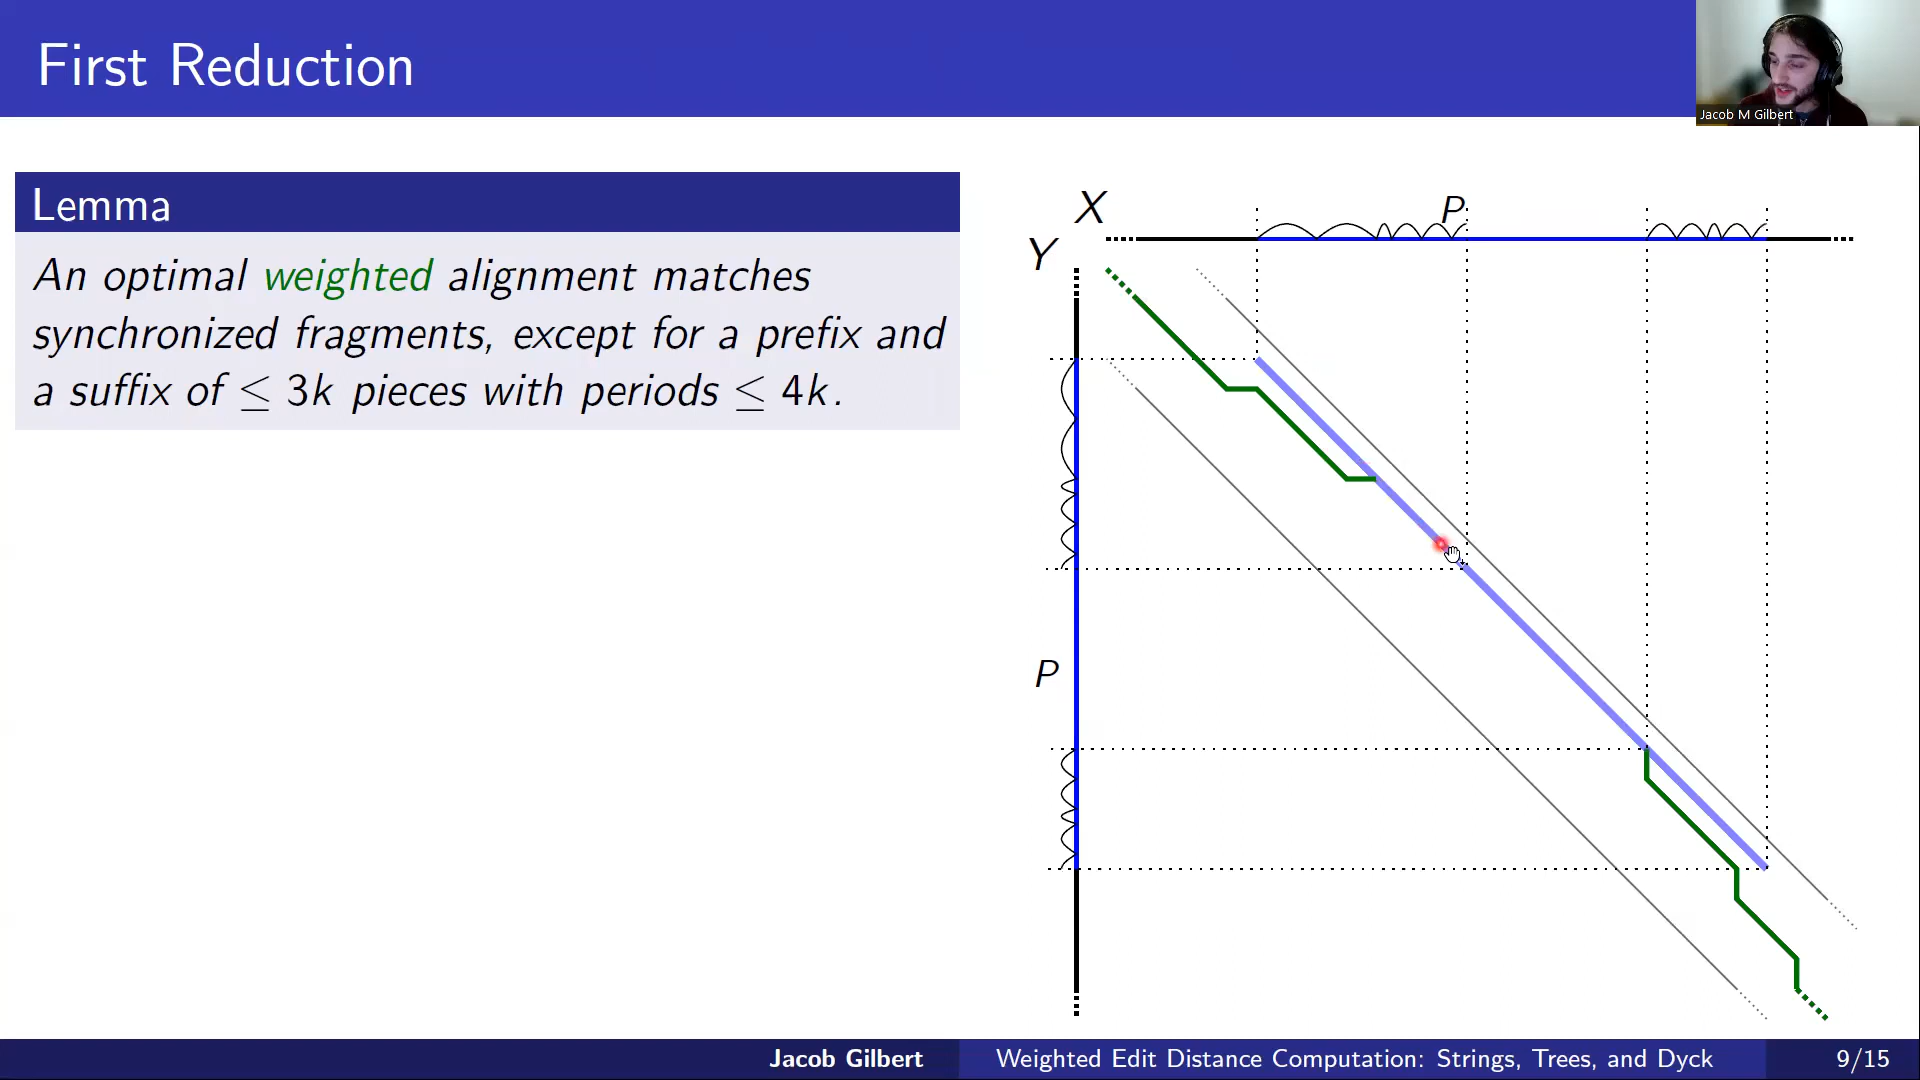 First Reduction
Jacob M Gilbert
Lemma
An optimal weighted alignment matches
synchronized fragments, except for a prefix and
a suffix of ≤ 3k pieces with periods ≤ 4k.
X
P
Y
P
Jacob Gilbert
Weighted Edit Distance Computation: Strings, Trees, and Dyck
9/15